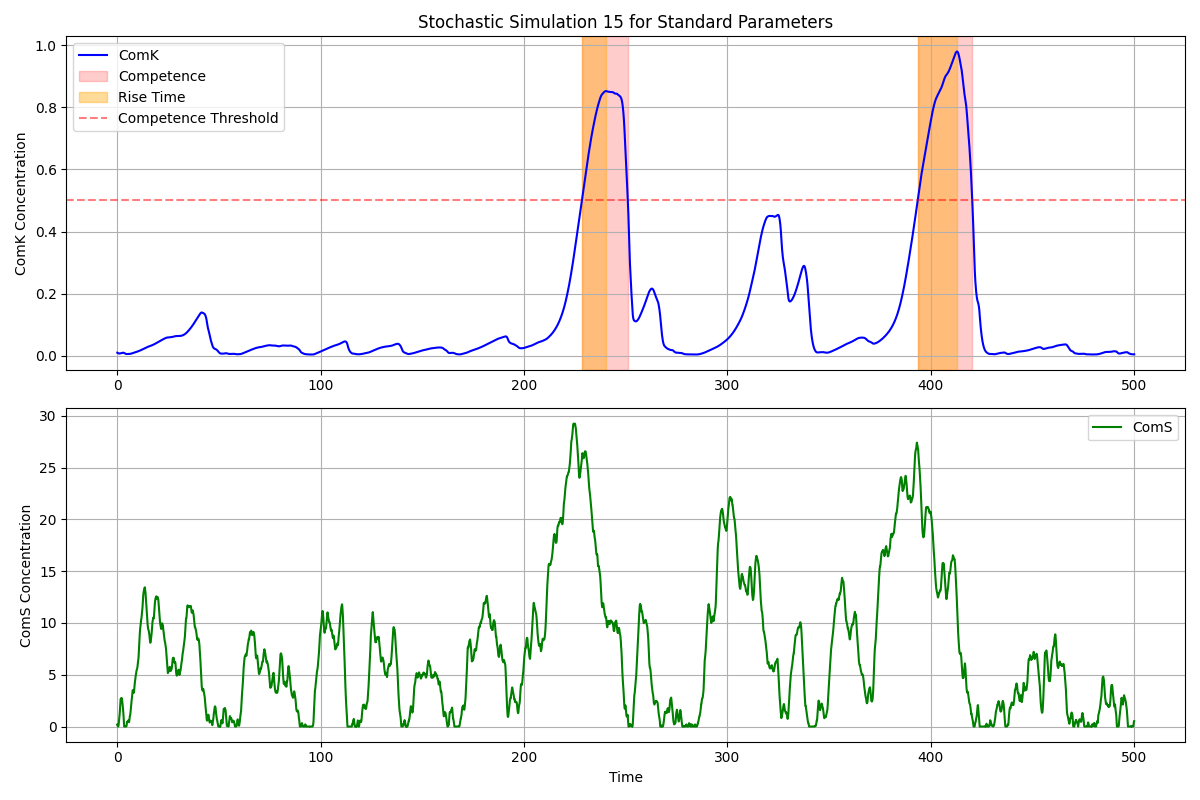 Stochastic Simulation 15 for Standard Parameters
ComK Concentration
1.0
0.8
0.6
0.4
0.2
0.0
ComK
Competence
Rise Time
Competence Threshold
0 100 200 300 400 500
ComS Concentration
30
25
20
15
10
5
0
ComS
0 100 200 300 400 500
Time